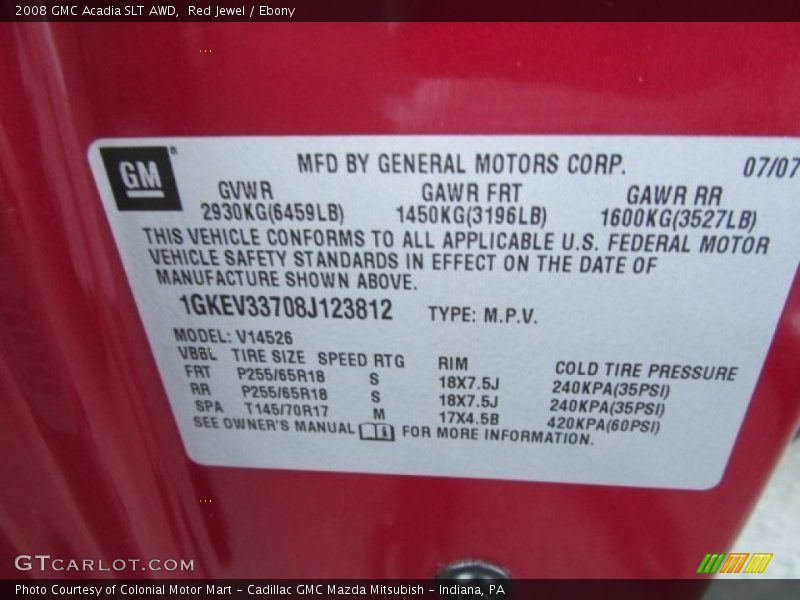 2008 GMC Acadia SLT AWD, Red Jewel / Ebony
GM
MFD BY GENERAL MOTORS CORP. 07/07
GVWR GAWR FRT GAWR RR
2930KG(6459LB) 1450KG(3196LB) 1600KG(3527LB)
THIS VEHICLE CONFORMS TO ALL APPLICABLE U.S. FEDERAL MOTOR
VEHICLE SAFETY STANDARDS IN EFFECT ON THE DATE OF
MANUFACTURE SHOWN ABOVE.
1GKEV33708J123812 TYPE: M.P.V.
MODEL: V14526
VBBL TIRE SIZE SPEED RTG RIM COLD TIRE PRESSURE
FRT P255/65R18 S 18X7.5J 240KPA(35PSI)
RR P255/65R18 S 18X7.5J 240KPA(35PSI)
SPA T145/70R17 M 17X4.5B 420KPA(60PSI)
SEE OWNER'S MANUAL FOR MORE INFORMATION.
GTCARLOT.COM
Photo Courtesy of Colonial Motor Mart - Cadillac GMC Mazda Mitsubish - Indiana, PA